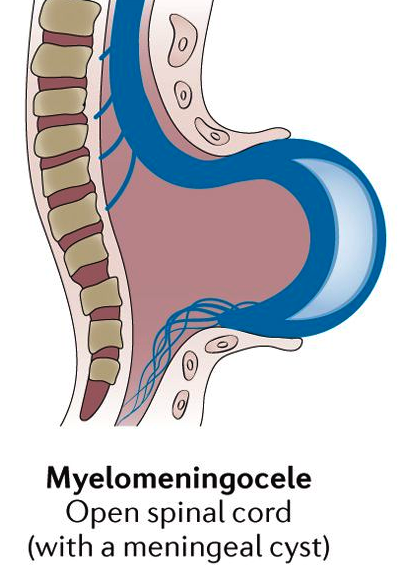 Myelomeningocele
Open spinal cord
(with a meningeal cyst)